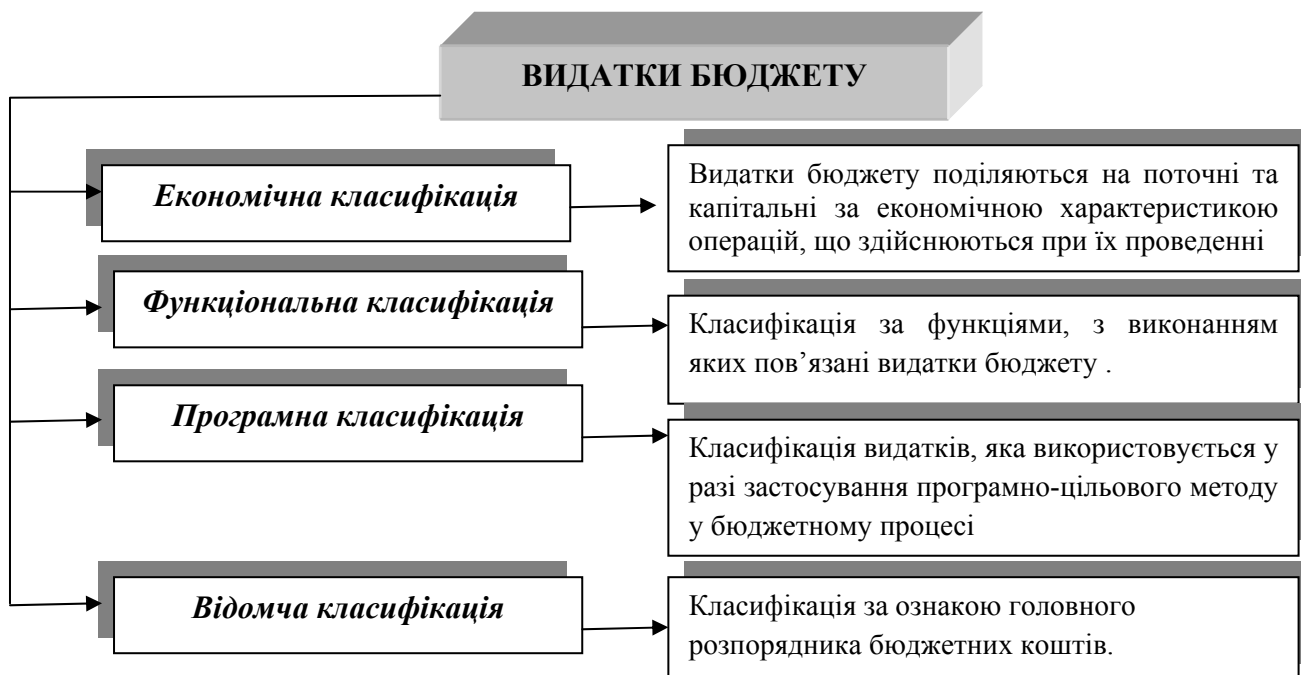 ВИДАТКИ БЮДЖЕТУ
Економічна класифікація
Видатки бюджету поділяються на поточні та
капітальні за економічною характеристикою
операцій, що здійснюються при їх проведенні
Функціональна класифікація
Класифікація за функціями, з виконанням
яких пов’язані видатки бюджету .
Програмна класифікація
Класифікація видатків, яка використовується у
разі застосування програмно-цільового методу
у бюджетному процесі
Відомча класифікація
Класифікація за ознакою головного
розпорядника бюджетних коштів.